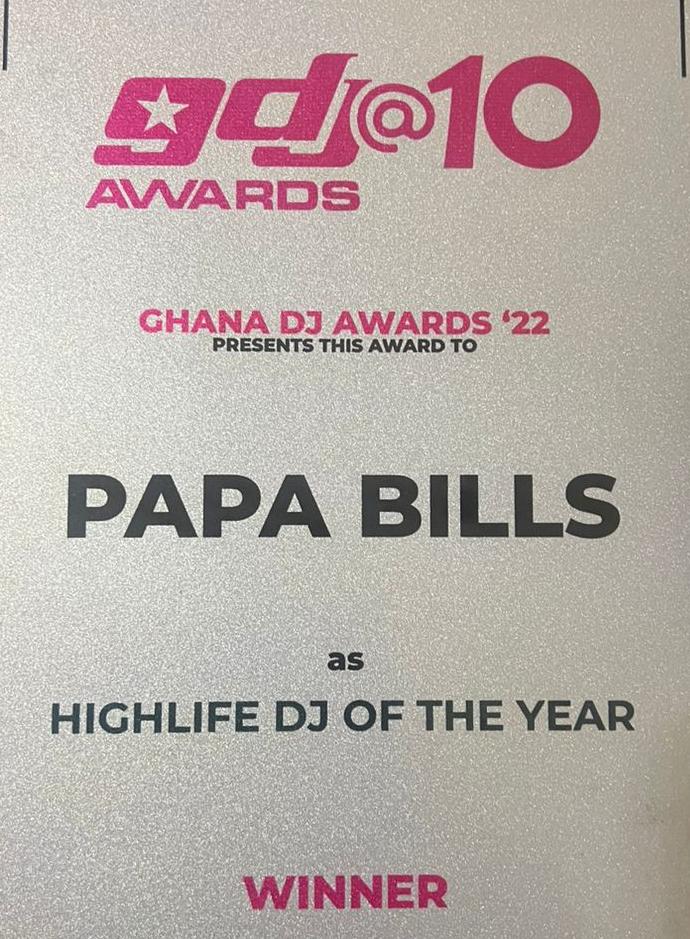 gdj@10
AWARDS
GHANA DJ AWARDS ‘22
PRESENTS THIS AWARD TO
PAPA BILLS
as
HIGHLIFE DJ OF THE YEAR
WINNER